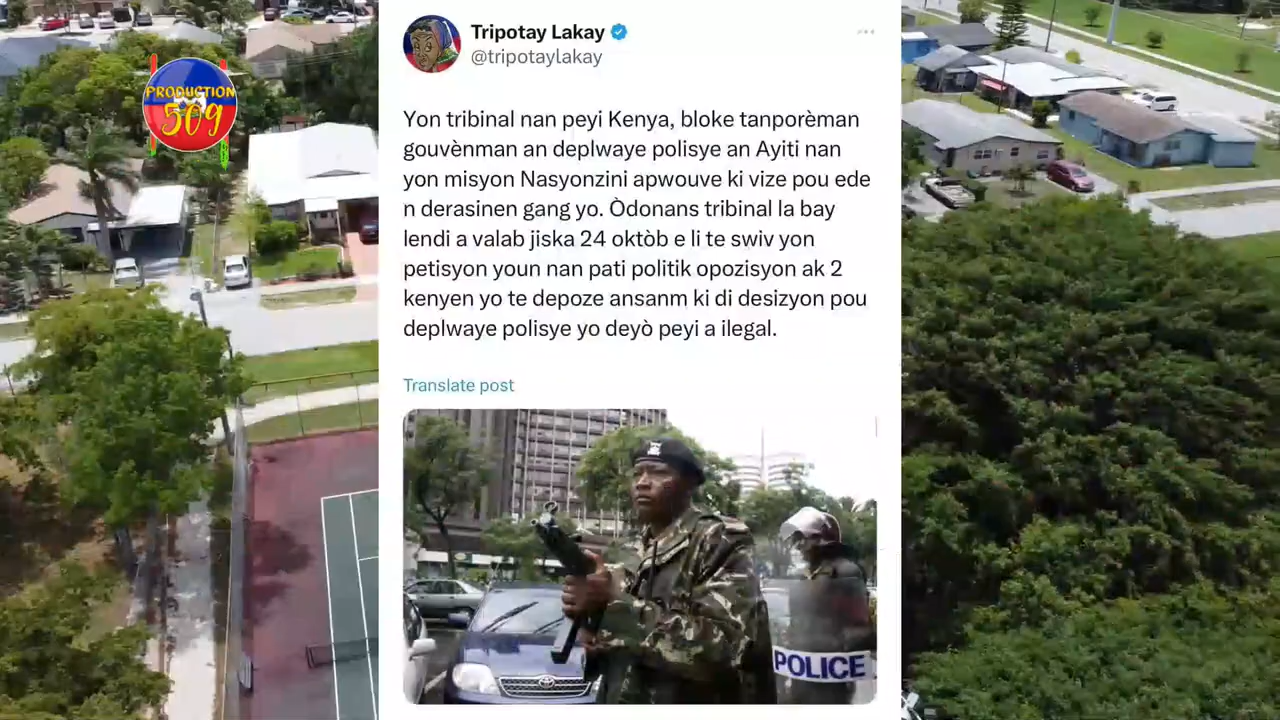 PRODUCTION
509
Tripotay Lakay
@tripotaylakay
Yon tribinal nan peyi Kenya, bloke tanporèman
gouvènman an deplwaye polisye an Ayiti nan
yon misyon Nasyonzini apwouve ki vize pou ede
n derasinen gang yo. Òdonans tribinal la bay
lendi a valab jiska 24 oktòb e li te swiv yon
petisyon youn nan pati politik opozisyon ak 2
kenyen yo te depoze ansanm ki di desizyon pou
deplwaye polisye yo deyò peyi a ilegal.
Translate post
POLICE